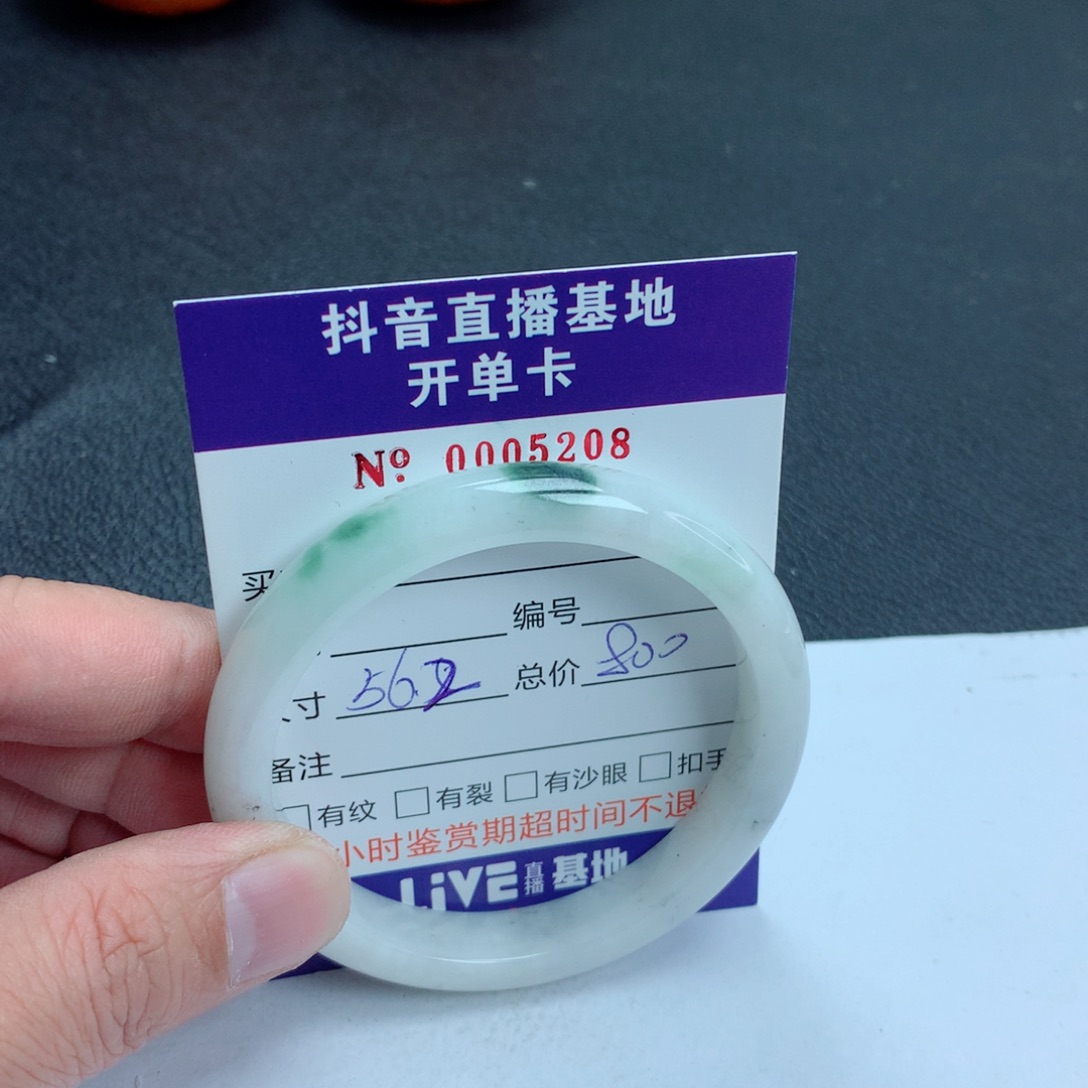 抖音直播基地
开单卡
Nº: 0005208
买
编号
寸 56.2 总价 800
备注
有纹 有裂 有沙眼 扣手
小时鉴赏期超时间不退
LiVE 直播 基地